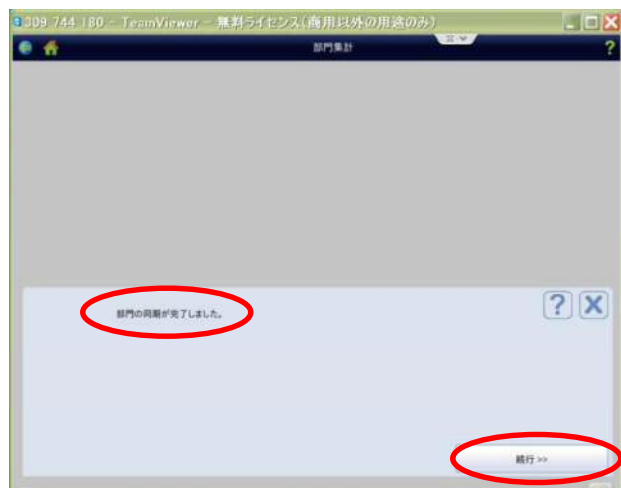 309 744 180 - TeamViewer - 無料ライセンス(商用以外の用途のみ)
部門集計
?
部門の同期が完了しました。
? X
続行 >>